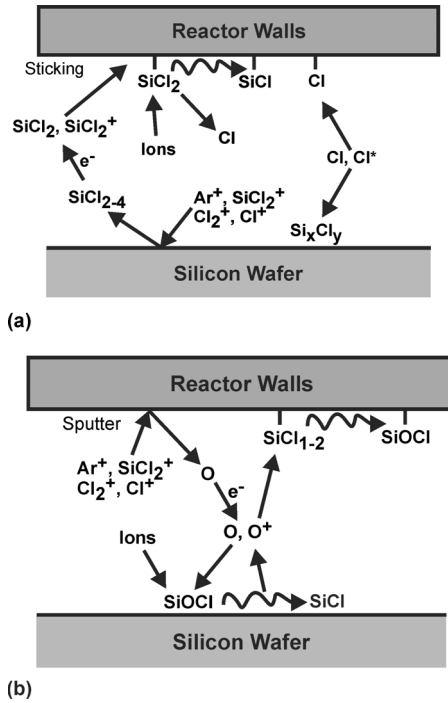 Reactor Walls
Sticking
SiCl₂
SiCl
Cl
SiCl₂, SiCl₂⁺
Cl
Ions
e⁻
Cl, Cl*
SiCl₂₋₄
Ar⁺, SiCl₂⁺
Cl₂⁺, Cl⁺
SiₓClᵧ
Silicon Wafer
(a)
Reactor Walls
Sputter
SiCl₁₋₂
SiOCl
Ar⁺, SiCl₂⁺
Cl₂⁺, Cl⁺
O
e⁻
O, O⁺
Ions
SiOCl
SiCl
Silicon Wafer
(b)